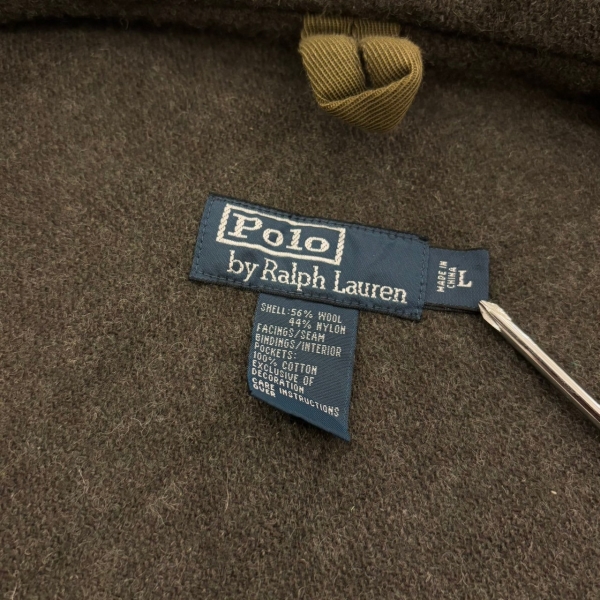 Polo
by Ralph Lauren
MADE IN
CHINA
L
SHELL: 56% WOOL
44% NYLON
FACINGS/SEAM
BINDINGS/INTERIOR
POCKETS:
100% COTTON
EXCLUSIVE OF
DECORATION
CARE INSTRUCTIONS
OVER